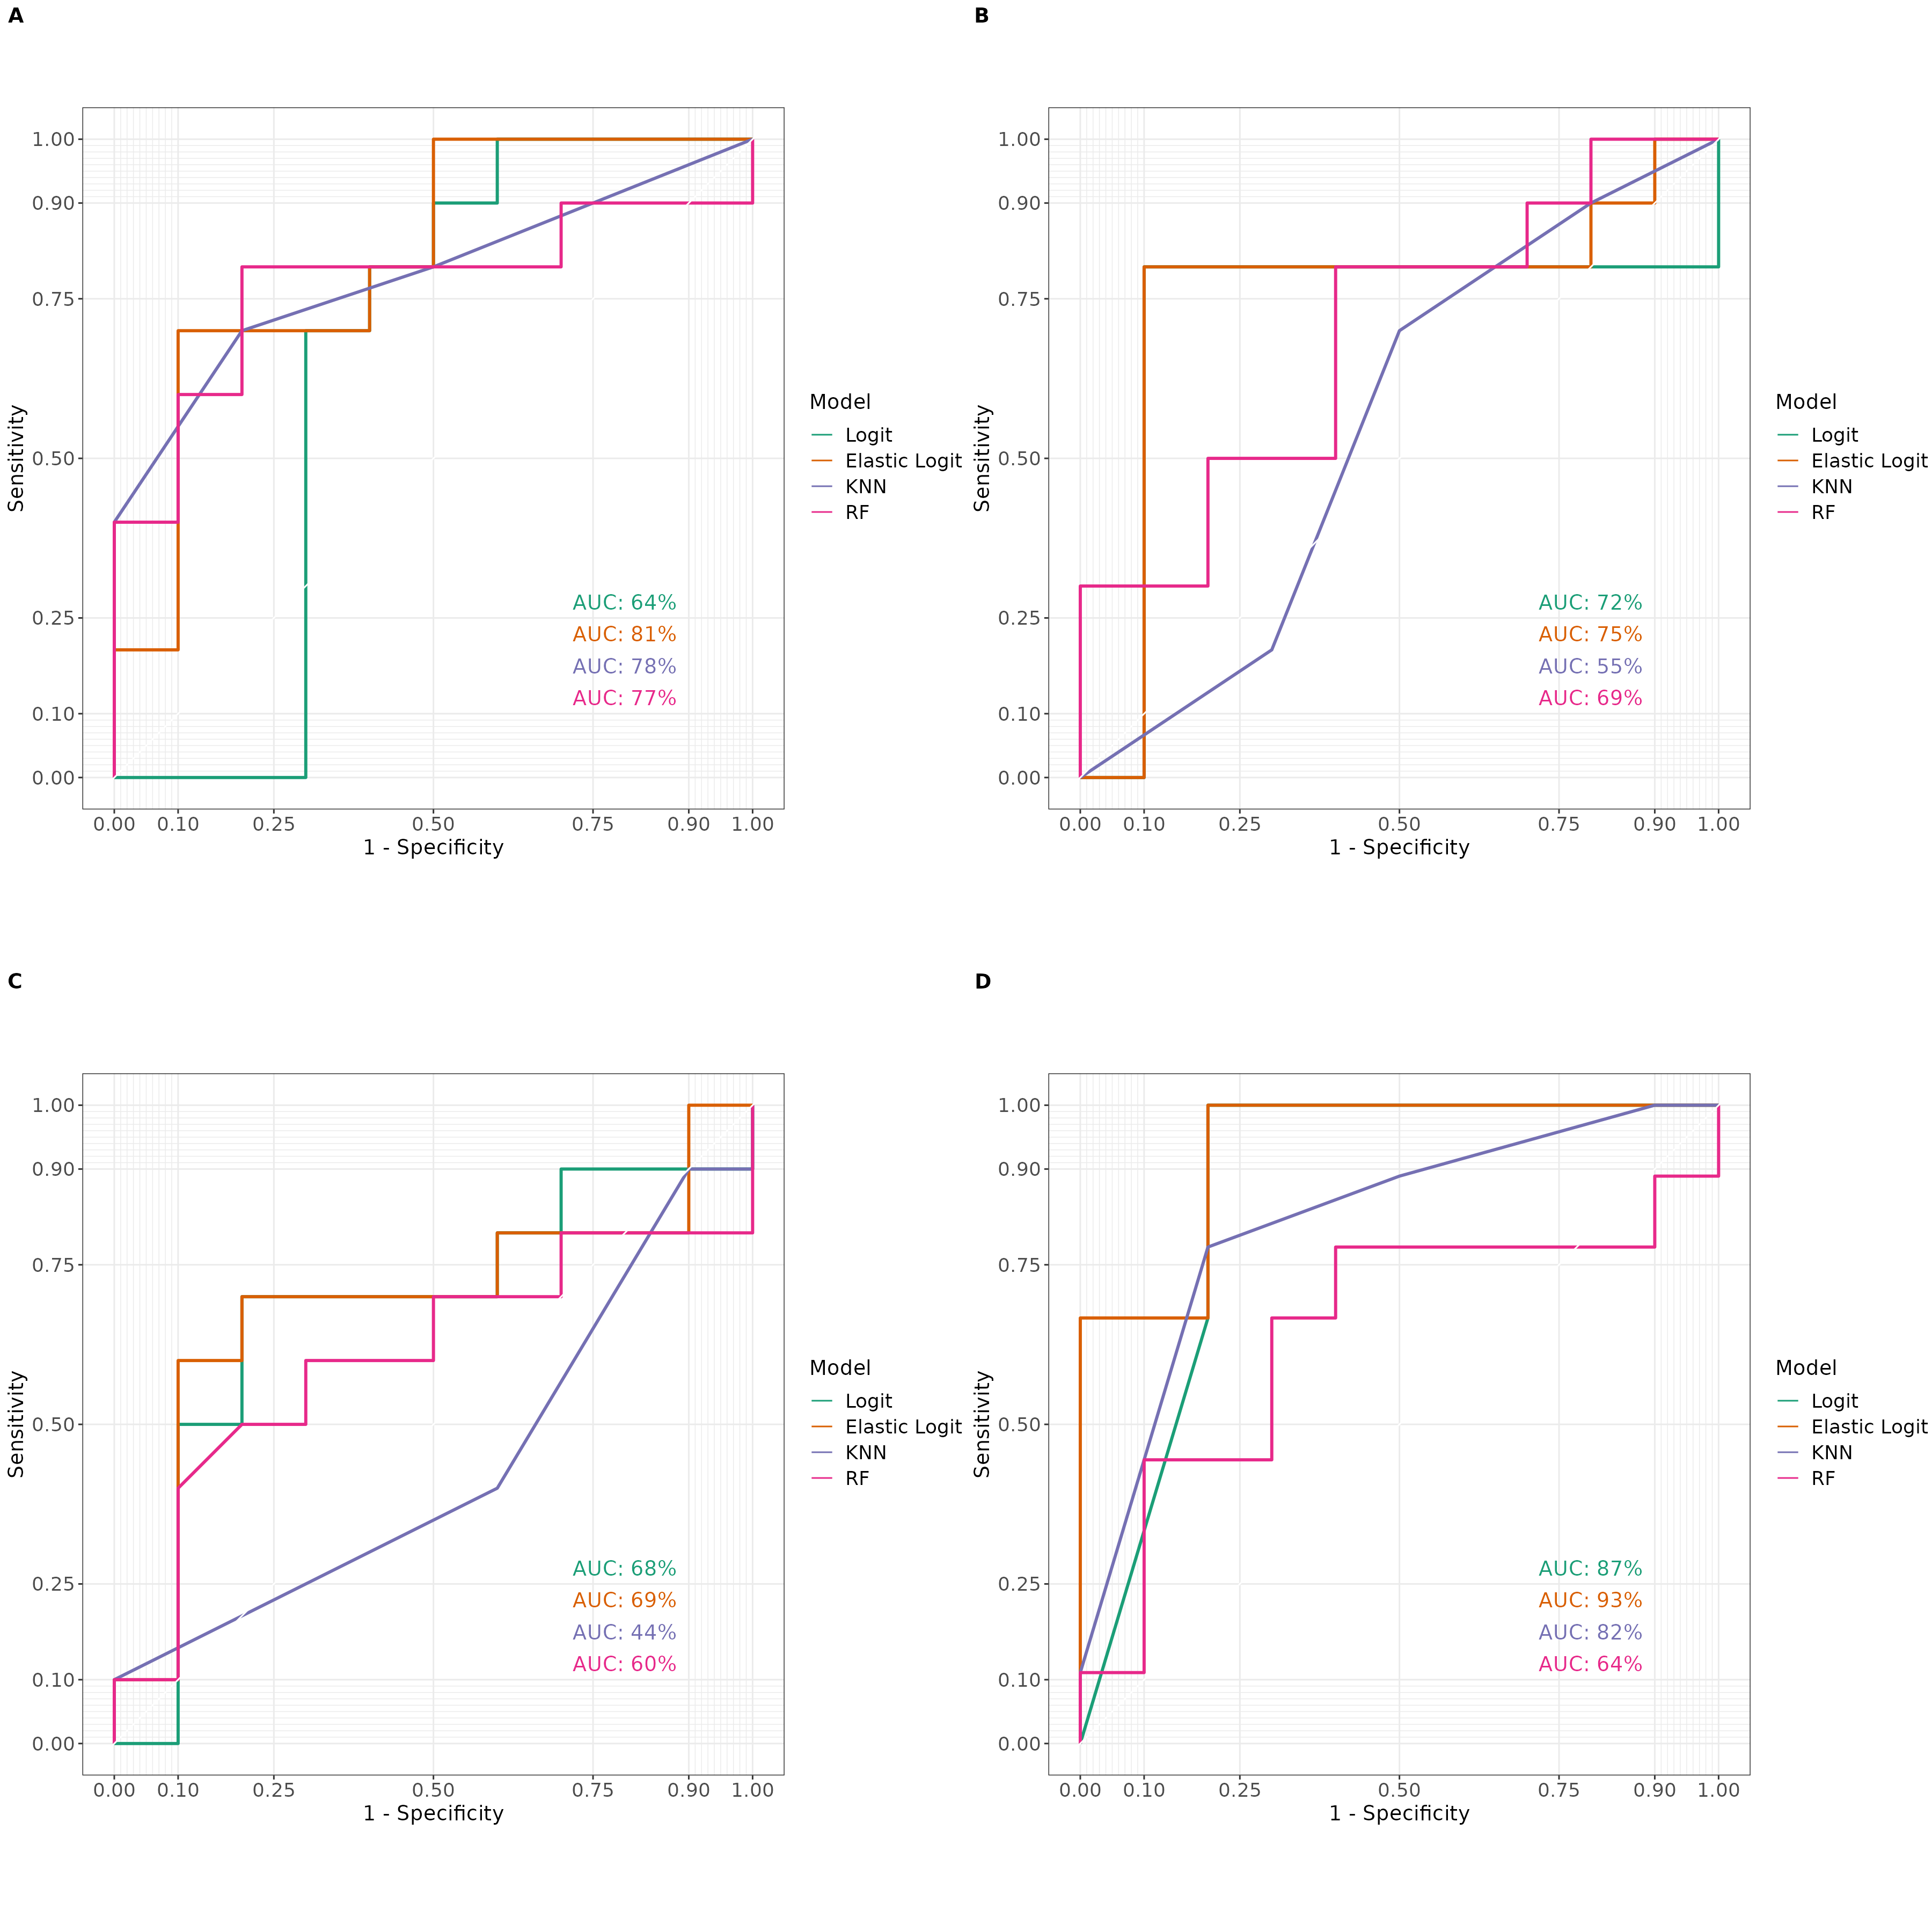 A
1.00
0.90
0.75
0.50
0.25
0.10
0.00
Sensitivity
0.00 0.10 0.25 0.50 0.75 0.90 1.00
1 - Specificity
AUC: 64%
AUC: 81%
AUC: 78%
AUC: 77%
Model
Logit
Elastic Logit
KNN
RF
B
1.00
0.90
0.75
0.50
0.25
0.10
0.00
Sensitivity
0.00 0.10 0.25 0.50 0.75 0.90 1.00
1 - Specificity
AUC: 72%
AUC: 75%
AUC: 55%
AUC: 69%
Model
Logit
Elastic Logit
KNN
RF
C
1.00
0.90
0.75
0.50
0.25
0.10
0.00
Sensitivity
0.00 0.10 0.25 0.50 0.75 0.90 1.00
1 - Specificity
AUC: 68%
AUC: 69%
AUC: 44%
AUC: 60%
Model
Logit
Elastic Logit
KNN
RF
D
1.00
0.90
0.75
0.50
0.25
0.10
0.00
Sensitivity
0.00 0.10 0.25 0.50 0.75 0.90 1.00
1 - Specificity
AUC: 87%
AUC: 93%
AUC: 82%
AUC: 64%
Model
Logit
Elastic Logit
KNN
RF